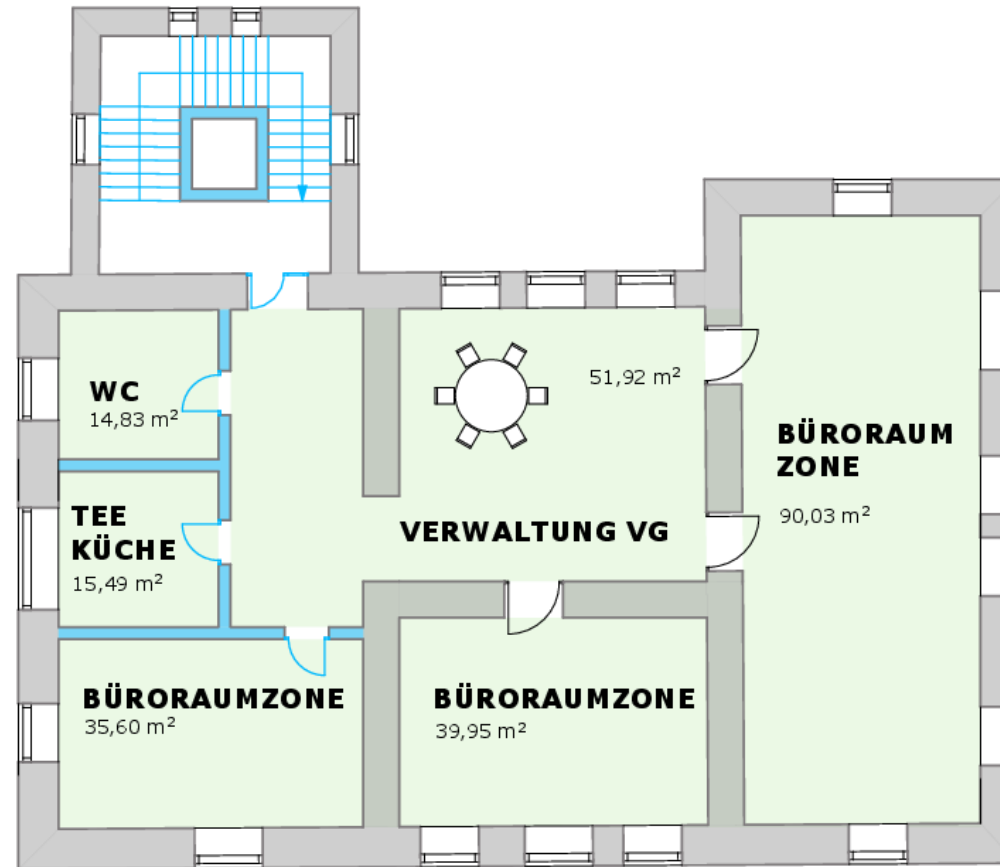 WC
14,83 m²
TEE
KÜCHE
15,49 m²
51,92 m²
VERWALTUNG VG
BÜRORAUM
ZONE
90,03 m²
BÜRORAUMZONE
35,60 m²
BÜRORAUMZONE
39,95 m²